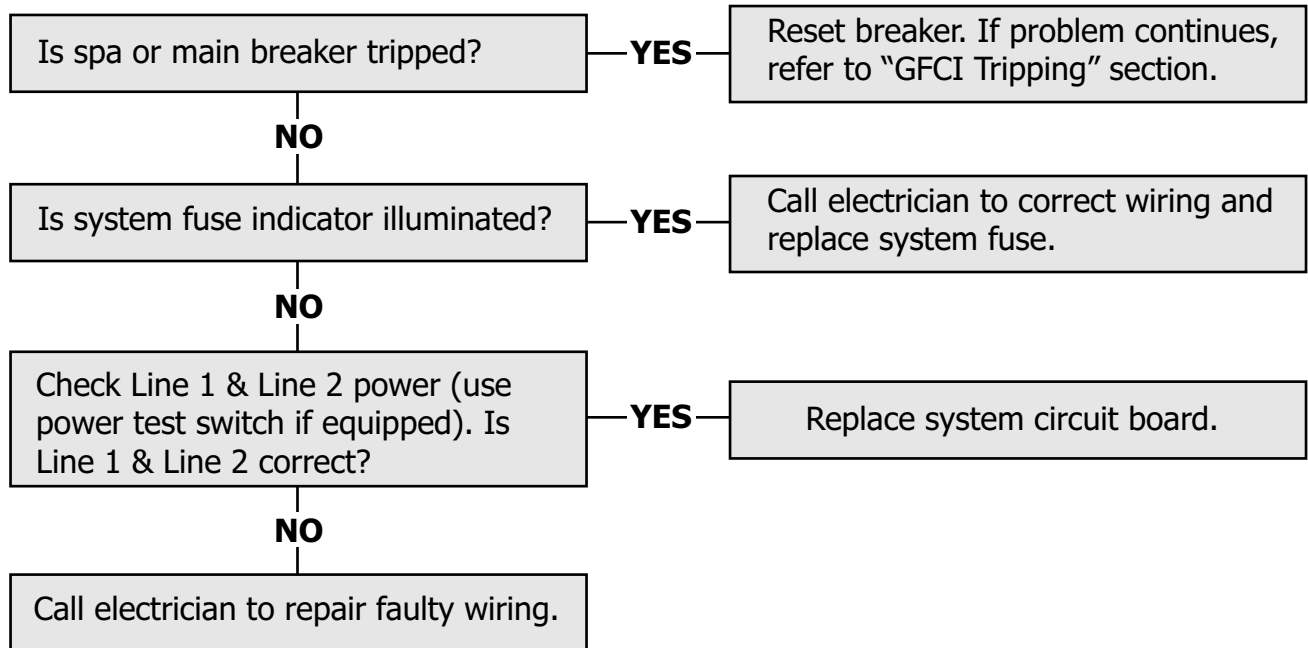 Is spa or main breaker tripped?
YES
Reset breaker. If problem continues,
refer to “GFCI Tripping” section.
NO
Is system fuse indicator illuminated?
YES
Call electrician to correct wiring and
replace system fuse.
NO
Check Line 1 & Line 2 power (use
power test switch if equipped). Is
Line 1 & Line 2 correct?
YES
Replace system circuit board.
NO
Call electrician to repair faulty wiring.